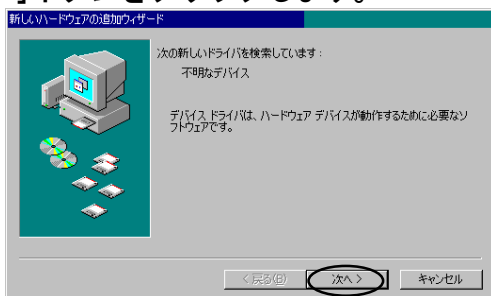 新しいハードウェアの追加ウィザード
次の新しいドライバを検索しています :
不明なデバイス
デバイス ドライバは、ハードウェア デバイスが動作するために必要なソ
フトウェアです。
< 戻る(B)
次へ >
キャンセル